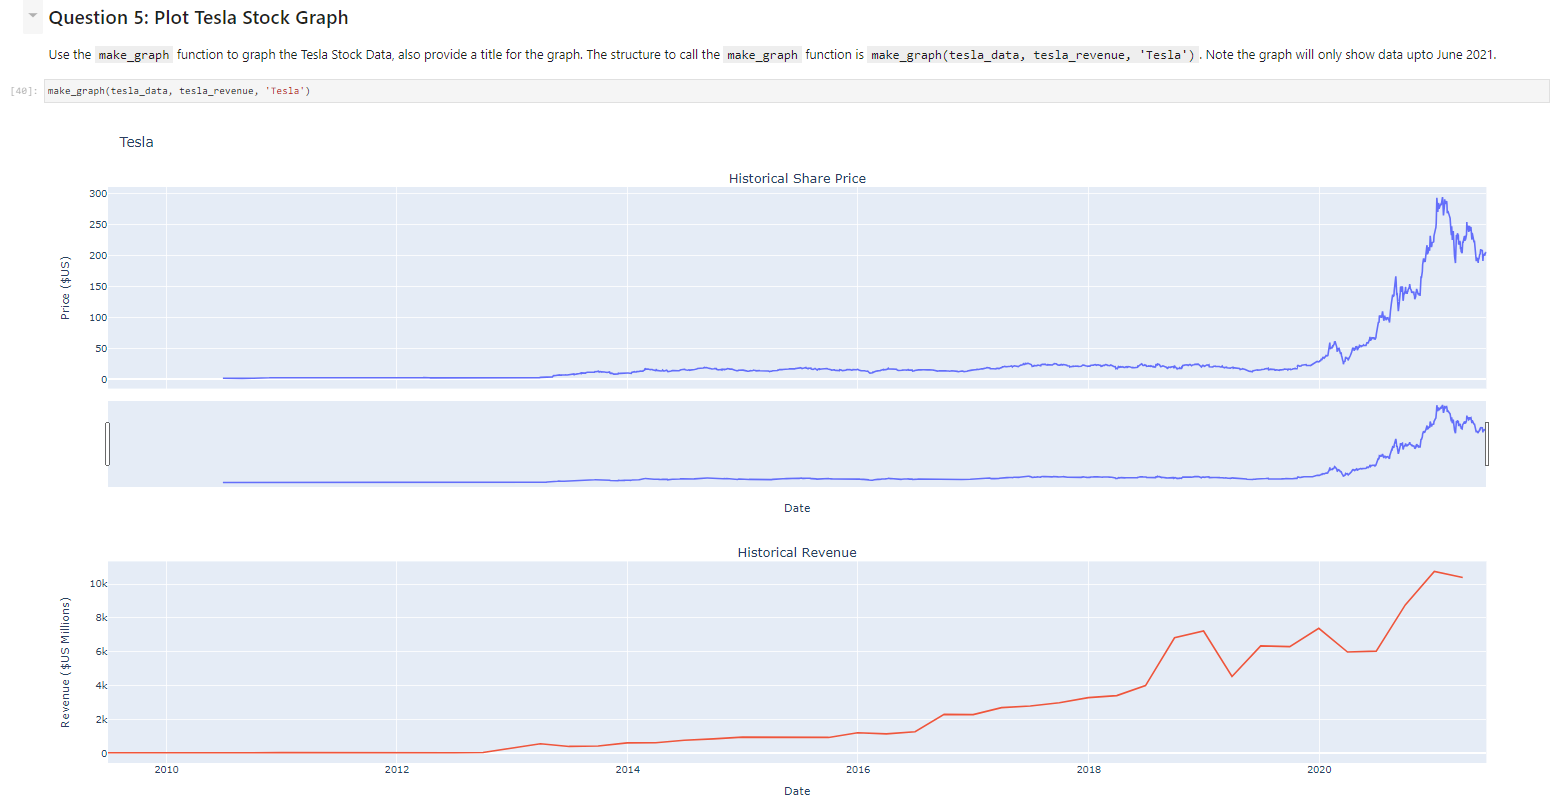 Question 5: Plot Tesla Stock Graph
Use the make_graph function to graph the Tesla Stock Data, also provide a title for the graph. The structure to call the make_graph function is make_graph(tesla_data, tesla_revenue, 'Tesla') . Note the graph will only show data upto June 2021.
[40]: make_graph(tesla_data, tesla_revenue, 'Tesla')
Tesla
Historical Share Price
300
250
200
150
100
50
0
Price ($US)
Date
Historical Revenue
10k
8k
6k
4k
2k
0
Revenue ($US Millions)
2010 2012 2014 2016 2018 2020
Date